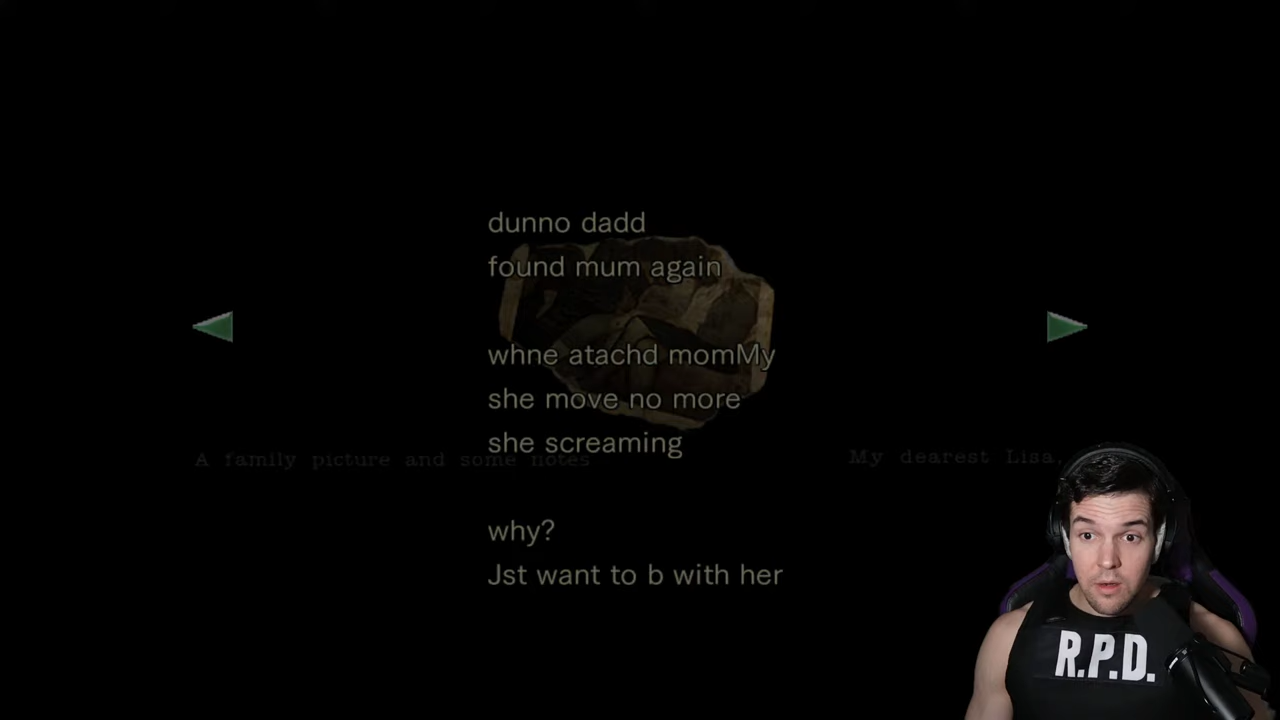 dunno dadd
found mum again
whne atachd momMy
she move no more
she screaming
A family picture and some notes
My dearest Lisa,
why?
Jst want to b with her
R.P.D.